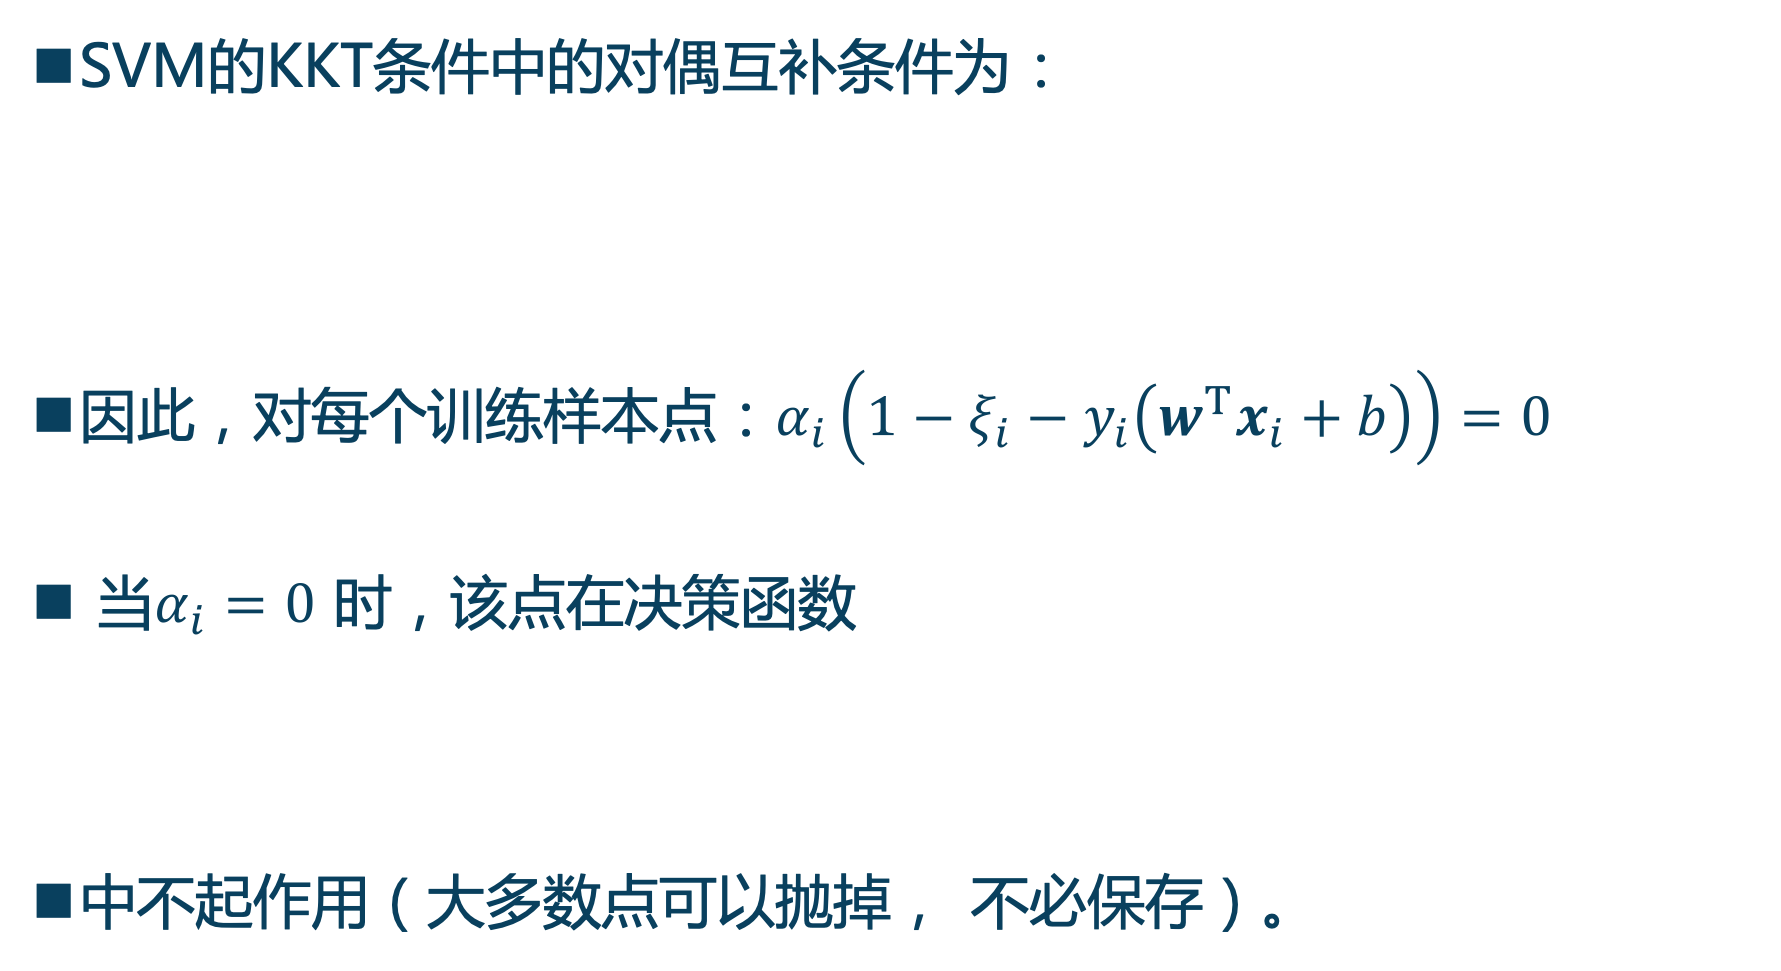 ■SVM的KKT条件中的对偶互补条件为：
■因此，对每个训练样本点：αᵢ(1 − ξᵢ − yᵢ(𝒘ᵀ𝒙ᵢ + b)) = 0
■ 当αᵢ = 0 时，该点在决策函数
■中不起作用（大多数点可以抛掉， 不必保存）。